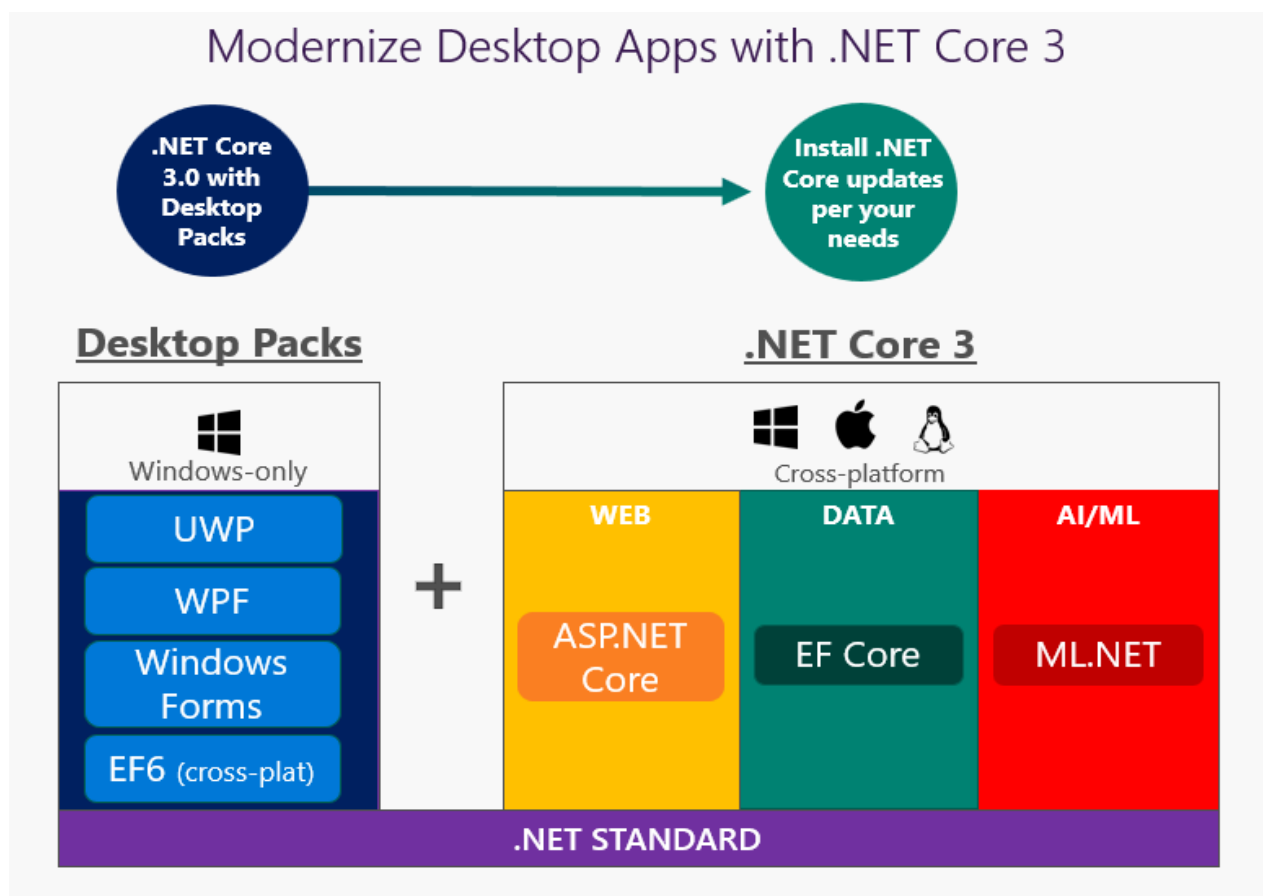 Modernize Desktop Apps with .NET Core 3
.NET Core
3.0 with
Desktop
Packs
Install .NET
Core updates
per your
needs
Desktop Packs
.NET Core 3
Windows-only
Cross-platform
UWP
WPF
Windows
Forms
EF6 (cross-plat)
+
WEB
ASP.NET
Core
DATA
EF Core
AI/ML
ML.NET
.NET STANDARD